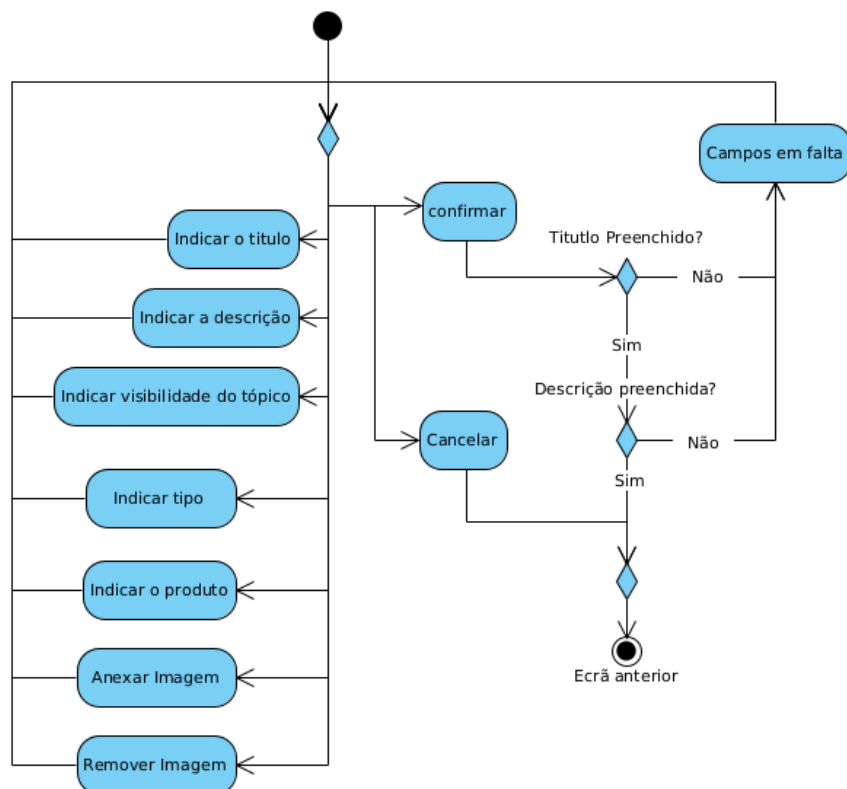 Campos em falta
confirmar
Indicar o titulo
Titutlo Preenchido?
Não
Indicar a descrição
Sim
Indicar visibilidade do tópico
Descrição preenchida?
Cancelar
Não
Sim
Indicar tipo
Indicar o produto
Anexar Imagem
Ecrã anterior
Remover Imagem